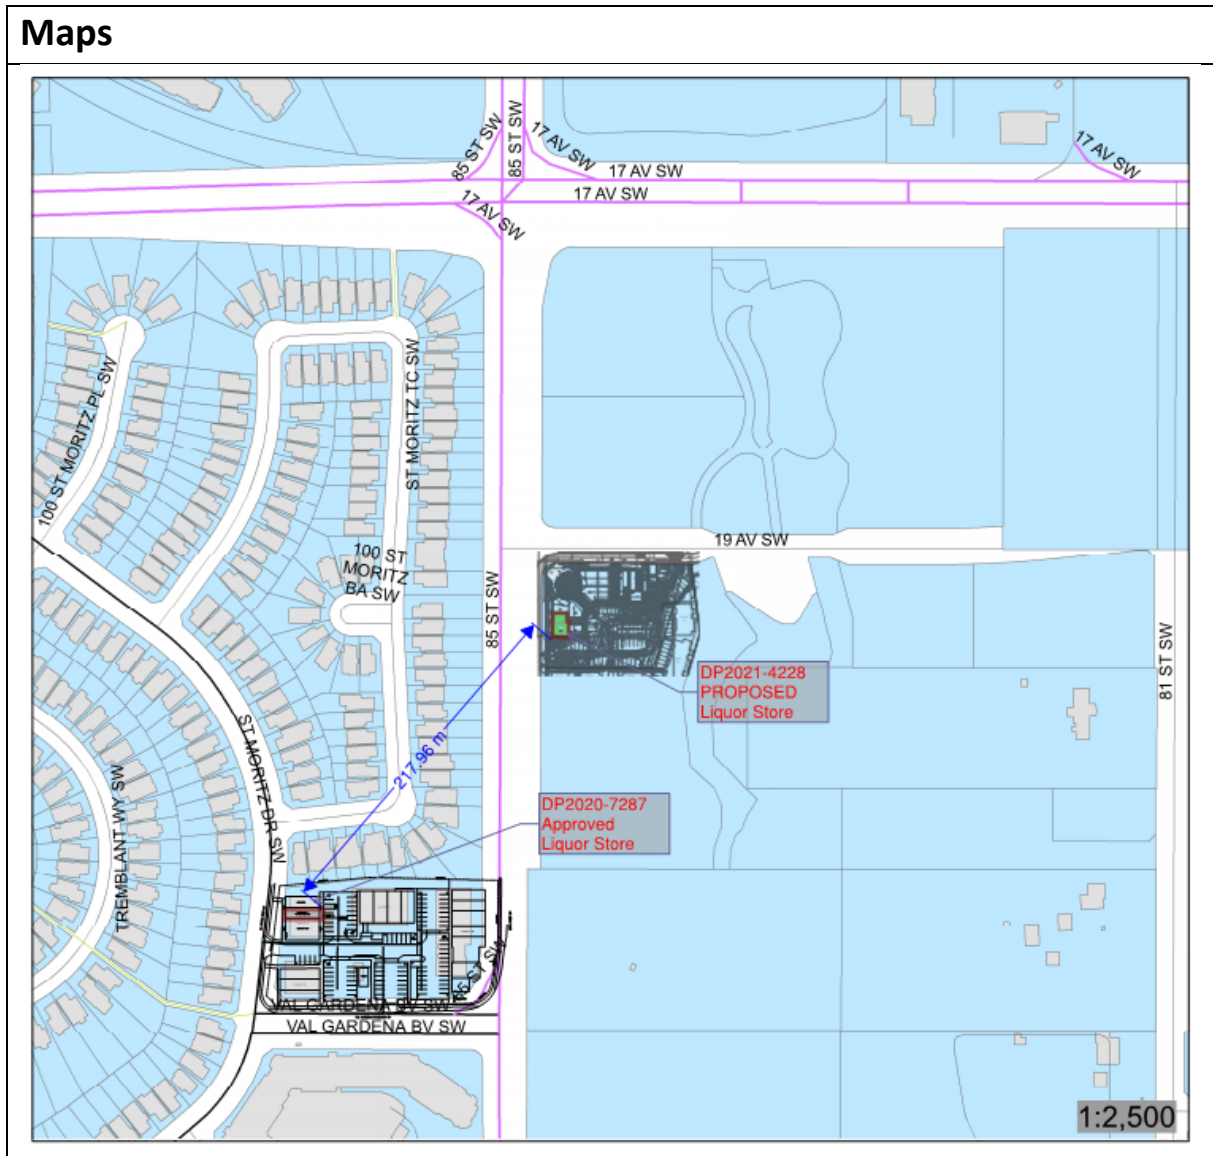 Maps
85 ST SW
85 ST SW
17 AV SW
17 AV SW
17 AV SW
17 AV SW
17 AV SW
100 ST MORITZ PL SW
ST MORITZ TC SW
19 AV SW
100 ST
MORITZ
BA SW
85 ST SW
81 ST SW
DP2021-4228
PROPOSED
Liquor Store
217.96 m
ST MORITZ DR SW
TREMBLANT WY SW
DP2020-7287
Approved
Liquor Store
ST SW
VAL GARDENA BV SW
VAL GARDENA BV SW
1:2,500